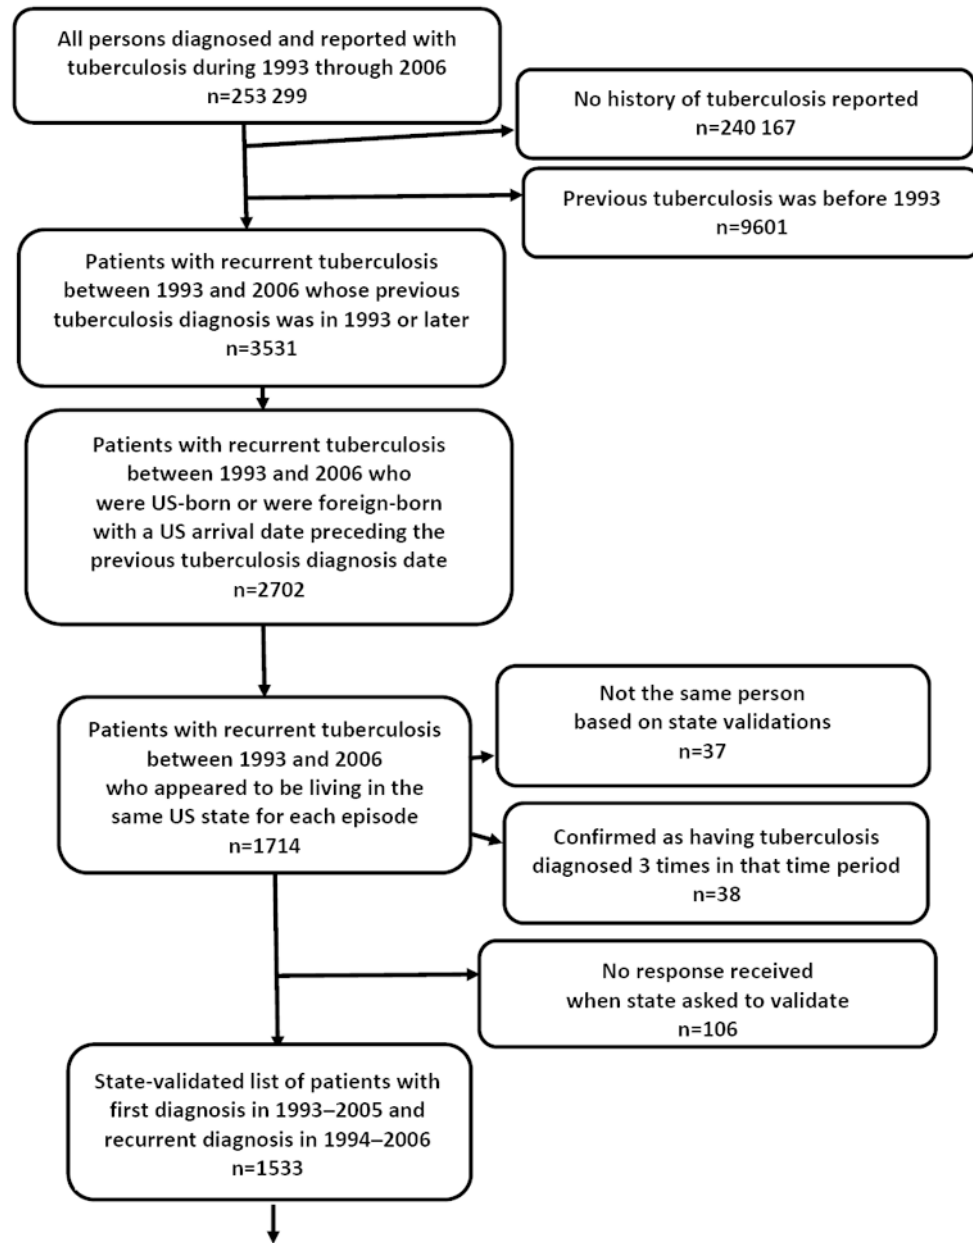 All persons diagnosed and reported with
tuberculosis during 1993 through 2006
n=253 299
No history of tuberculosis reported
n=240 167
Previous tuberculosis was before 1993
n=9601
Patients with recurrent tuberculosis
between 1993 and 2006 whose previous
tuberculosis diagnosis was in 1993 or later
n=3531
Patients with recurrent tuberculosis
between 1993 and 2006 who
were US-born or were foreign-born
with a US arrival date preceding the
previous tuberculosis diagnosis date
n=2702
Patients with recurrent tuberculosis
between 1993 and 2006
who appeared to be living in the
same US state for each episode
n=1714
Not the same person
based on state validations
n=37
Confirmed as having tuberculosis
diagnosed 3 times in that time period
n=38
No response received
when state asked to validate
n=106
State-validated list of patients with
first diagnosis in 1993–2005 and
recurrent diagnosis in 1994–2006
n=1533